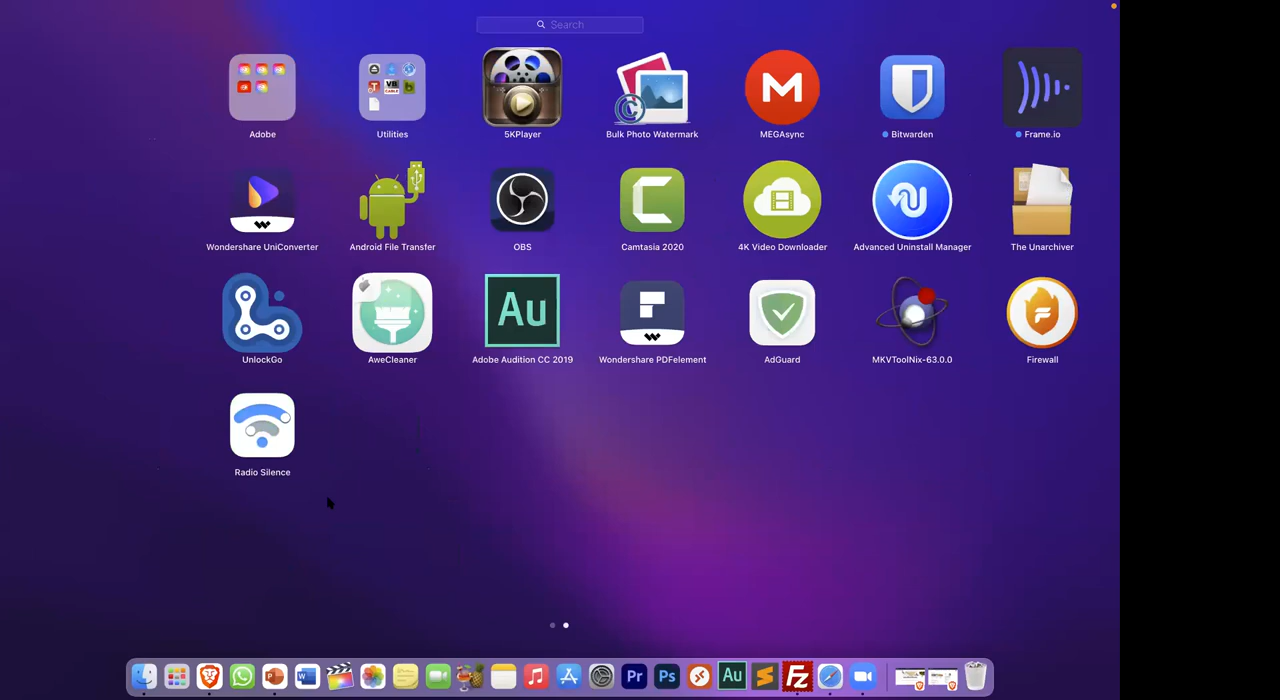 Search
Adobe
Utilities
5KPlayer
Bulk Photo Watermark
MEGAsync
Bitwarden
Frame.io
Wondershare UniConverter
Android File Transfer
OBS
Camtasia 2020
4K Video Downloader
Advanced Uninstall Manager
The Unarchiver
Au
UnlockGo
AweCleaner
Adobe Audition CC 2019
Wondershare PDFelement
AdGuard
MKVToolNix-63.0.0
Firewall
Radio Silence
Pr
Ps
Au
Fz